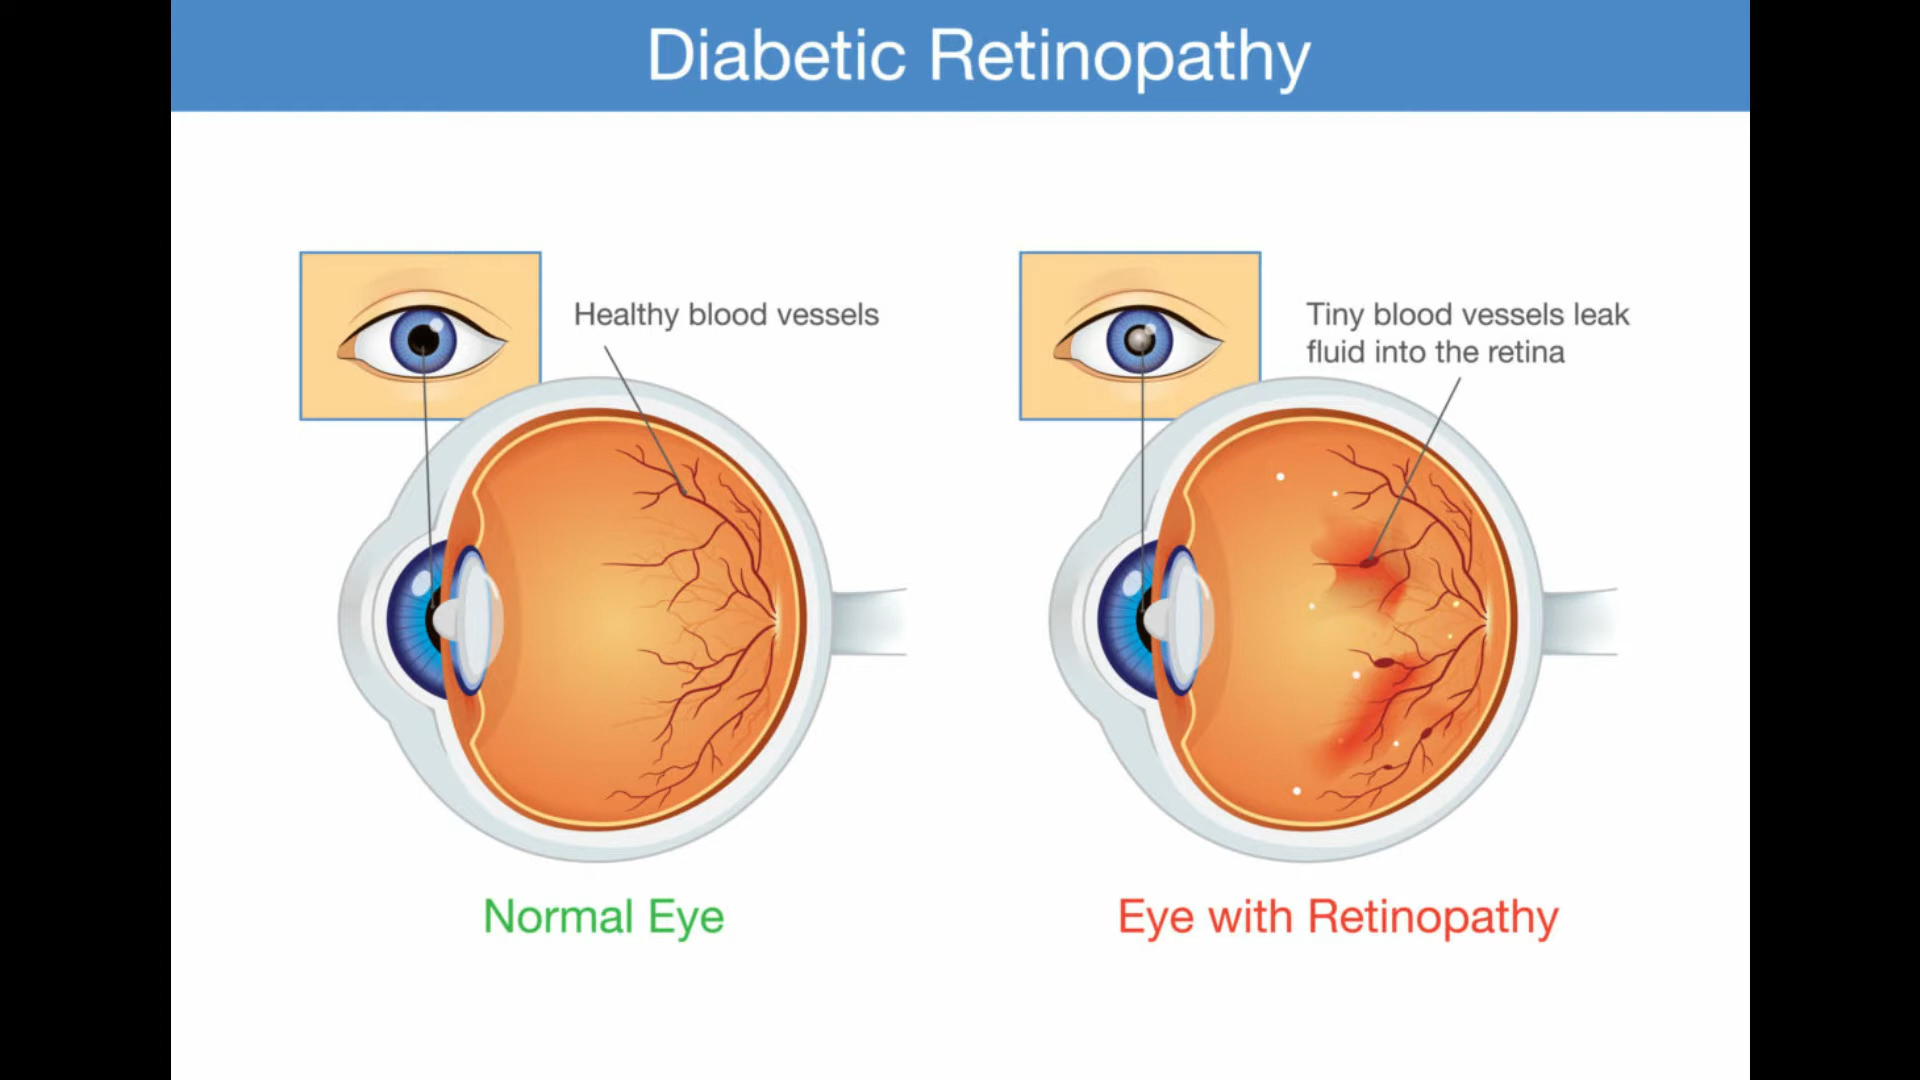 Diabetic Retinopathy
Healthy blood vessels
Tiny blood vessels leak
fluid into the retina
Normal Eye
Eye with Retinopathy